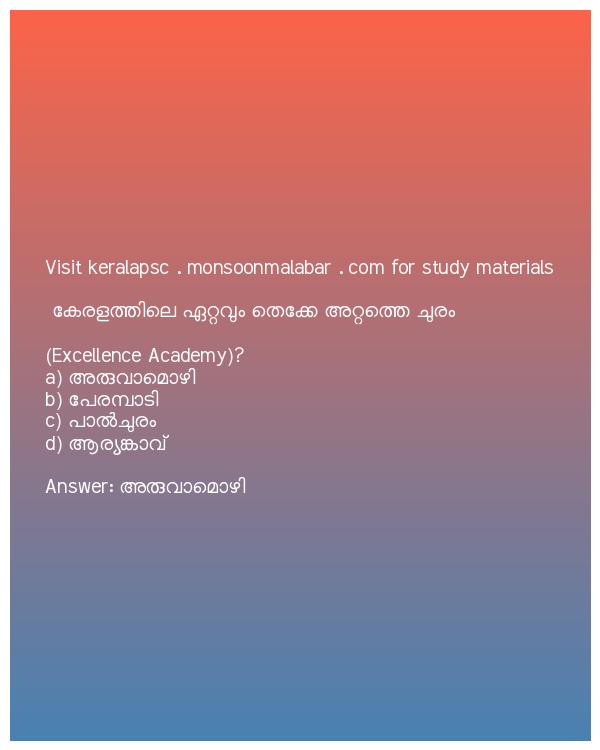 Visit keralapsc . monsoonmalabar . com for study materials
കേരളത്തിലെ ഏറ്റവും തെക്കേ അറ്റത്തെ ചുരം
(Excellence Academy)?
a) അരുവാമൊഴി
b) പേരമ്പാടി
c) പാൽചുരം
d) ആര്യങ്കാവ്
Answer: അരുവാമൊഴി